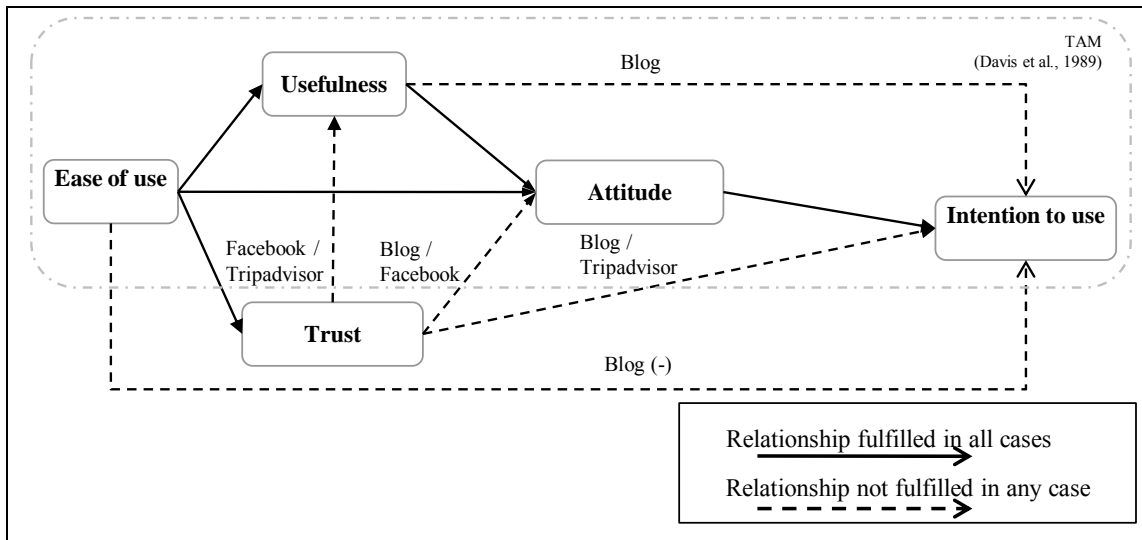 TAM
(Davis et al., 1989)
Blog
Usefulness
Ease of use
Attitude
Intention to use
Facebook /
Tripadvisor
Blog /
Facebook
Blog /
Tripadvisor
Trust
Blog (-)
Relationship fulfilled in all cases
Relationship not fulfilled in any case